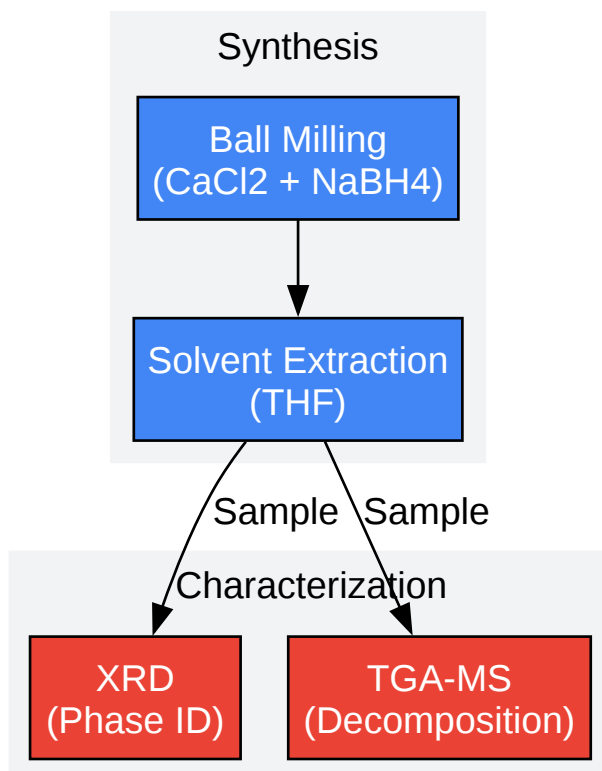 Synthesis
Ball Milling
(CaCl2 + NaBH4)
Solvent Extraction
(THF)
Sample
Sample
Characterization
XRD
(Phase ID)
TGA-MS
(Decomposition)